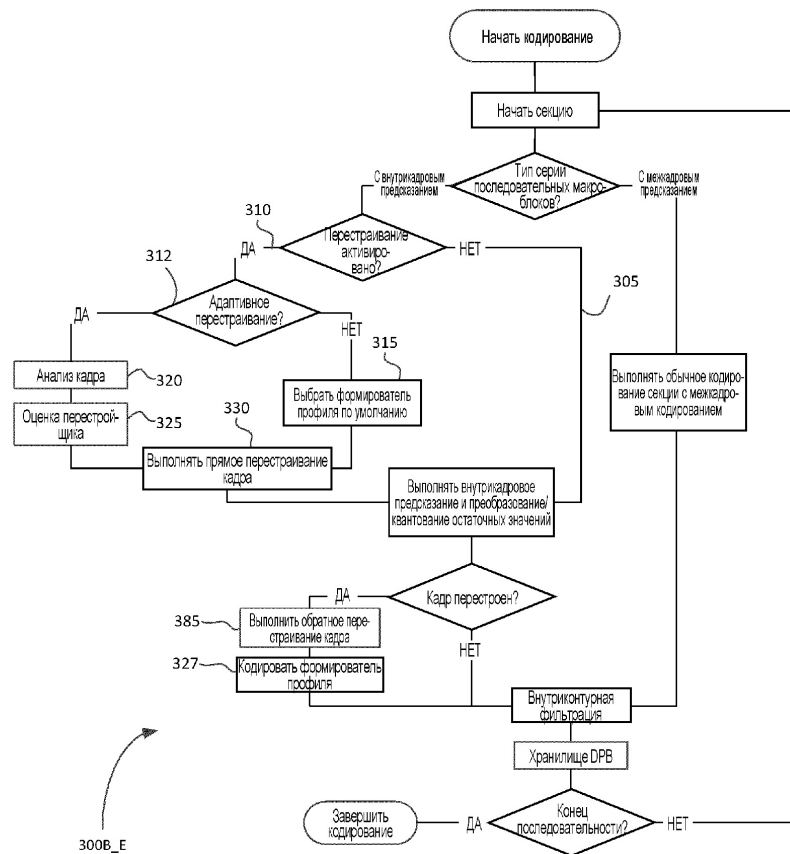 Начать кодирование
Начать секцию
С внутрикадровым
предсказанием
Тип серии
последовательных макро-
блоков?
С межкадровым
предсказанием
310
Перестраивание
активиро-
вано?
ДА
НЕТ
312
305
Адаптивное
перестраивание?
ДА
НЕТ
315
Анализ кадра
320
Выбрать формирователь
профиля по умолчанию
Выполнять обычное кодиро-
вание секции с межкадро-
вым кодированием
Оценка перестрой-
щика
325
330
Выполнять прямое перестраивание
кадра
Выполнять внутрикадровое
предсказание и преобразование/
квантование остаточных значений
Кадр перестроен?
ДА
385
Выполнить обратное пере-
страивание кадра
НЕТ
327
Кодировать формирователь
профиля
Внутриконтурная
фильтрация
Хранилище DPB
Завершить
кодирование
ДА
Конец
последовательности?
НЕТ
300B_E